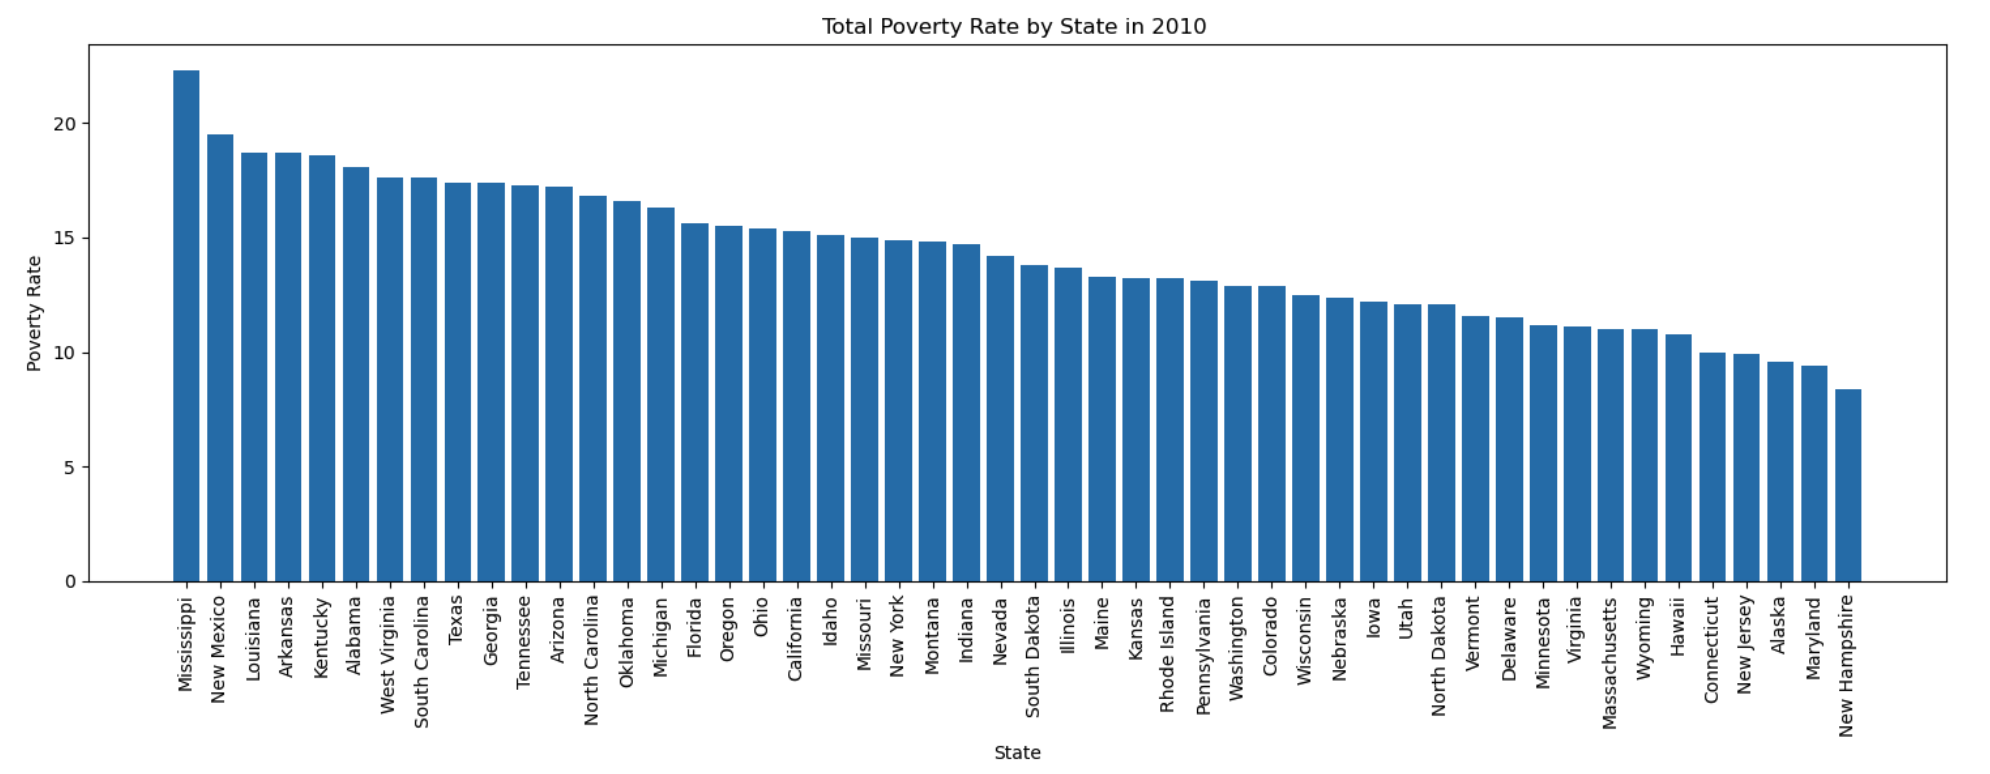 Total Poverty Rate by State in 2010
Poverty Rate
20
15
10
5
0
Mississippi
New Mexico
Louisiana
Arkansas
Kentucky
Alabama
West Virginia
South Carolina
Texas
Georgia
Tennessee
Arizona
North Carolina
Oklahoma
Michigan
Florida
Oregon
Ohio
California
Idaho
Missouri
New York
Montana
Indiana
Nevada
South Dakota
Illinois
Maine
Kansas
Rhode Island
Pennsylvania
Washington
Colorado
Wisconsin
Nebraska
Iowa
Utah
North Dakota
Vermont
Delaware
Minnesota
Virginia
Massachusetts
Wyoming
Hawaii
Connecticut
New Jersey
Alaska
Maryland
New Hampshire
State